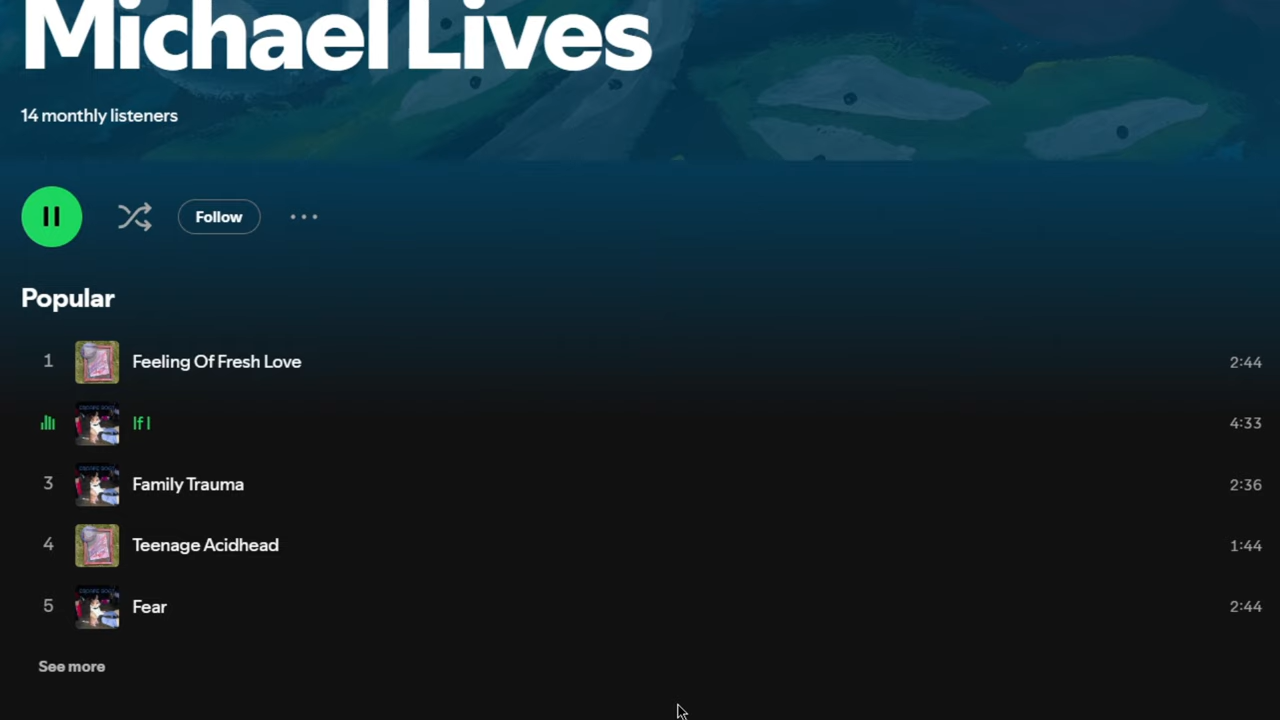 Michael Lives
14 monthly listeners
Follow
Popular
1 Feeling Of Fresh Love 2:44
If I 4:33
3 Family Trauma 2:36
4 Teenage Acidhead 1:44
5 Fear 2:44
See more